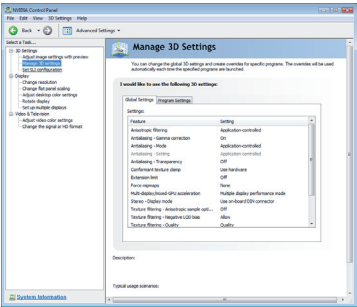 NVIDIA Control Panel
File Edit View 3D Settings Help
Back
Advanced Settings
Select a Task...
3D Settings
Adjust image settings with preview
Manage 3D settings
Set SLI configuration
Display
Change resolution
Change flat panel scaling
Adjust desktop color settings
Rotate display
Set up multiple displays
Video & Television
Adjust video color settings
Change the signal or HD format
System Information
Manage 3D Settings
You can change the global 3D settings and create overrides for specific programs. The overrides will be used
automatically each time the specified programs are launched.
I would like to use the following 3D settings:
Global Settings Program Settings
Settings:
Feature Setting
Anisotropic filtering Application-controlled
Antialiasing - Gamma correction On
Antialiasing - Mode Application-controlled
Antialiasing - Setting Application-controlled
Antialiasing - Transparency Off
Conformant texture clamp Use hardware
Extension limit Off
Force mipmaps None
Multi-display/mixed-GPU acceleration Multiple display performance mode
Stereo - Display mode Use on-board DIN connector
Texture filtering - Anisotropic sample opti... Off
Texture filtering - Negative LOD bias Allow
Texture filtering - Quality Quality
Description:
Typical usage scenarios: